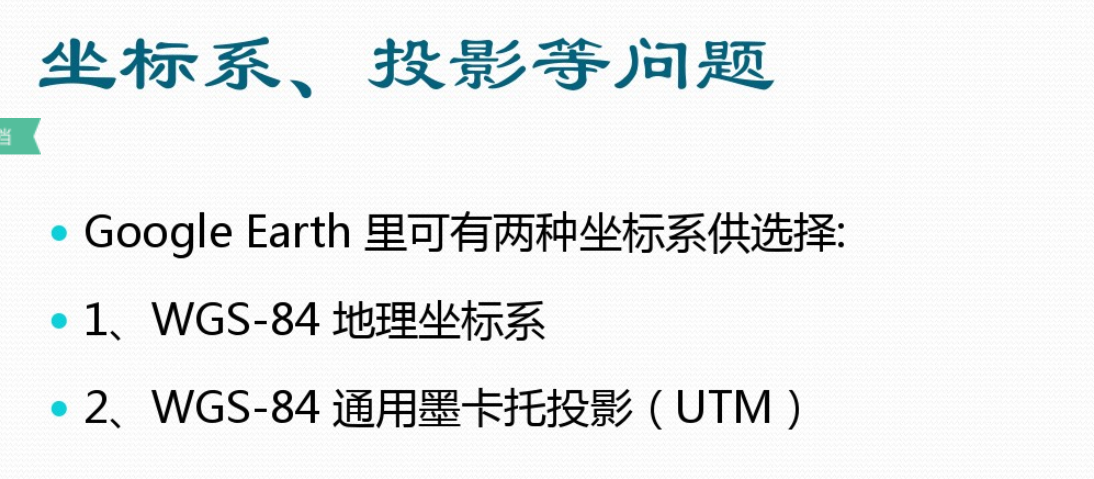 坐标系、投影等问题
档
• Google Earth 里可有两种坐标系供选择:
• 1、WGS-84 地理坐标系
• 2、WGS-84 通用墨卡托投影（UTM）